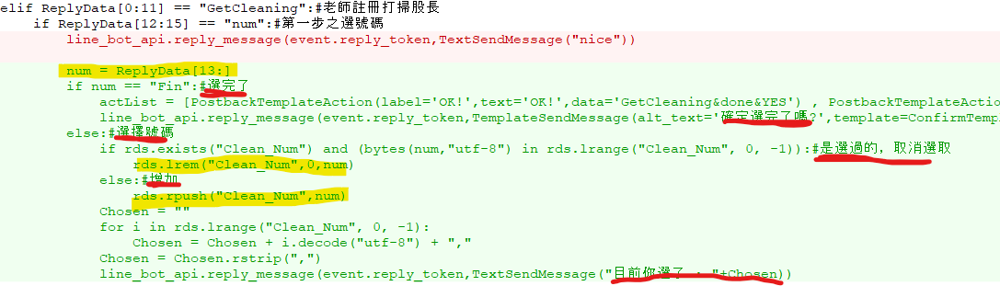 elif ReplyData[0:11] == "GetCleaning":#老師註冊打掃股長
if ReplyData[12:15] == "num":#第一步之選號碼
line_bot_api.reply_message(event.reply_token,TextSendMessage("nice"))
num = ReplyData[13:]
if num == "Fin":#選完了
actList = [PostbackTemplateAction(label='OK!',text='OK!',data='GetCleaning&done&YES') , PostbackTemplateActio
line_bot_api.reply_message(event.reply_token,TemplateSendMessage(alt_text='確定選完了嗎?',template=ConfirmTemp
else:#選擇號碼
if rds.exists("Clean_Num") and (bytes(num,"utf-8") in rds.lrange("Clean_Num", 0, -1)):#是選過的，取消選取
rds.lrem("Clean_Num",0,num)
else:#增加
rds.rpush("Clean_Num",num)
Chosen = ""
for i in rds.lrange("Clean_Num", 0, -1):
Chosen = Chosen + i.decode("utf-8") + ","
Chosen = Chosen.rstrip(",")
line_bot_api.reply_message(event.reply_token,TextSendMessage("目前你選了 : "+Chosen))